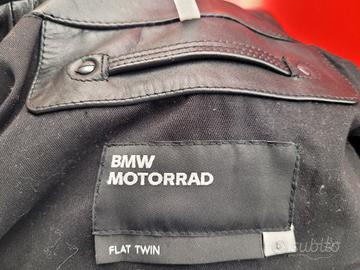 BMW
MOTORRAD
FLAT TWIN
L
subito